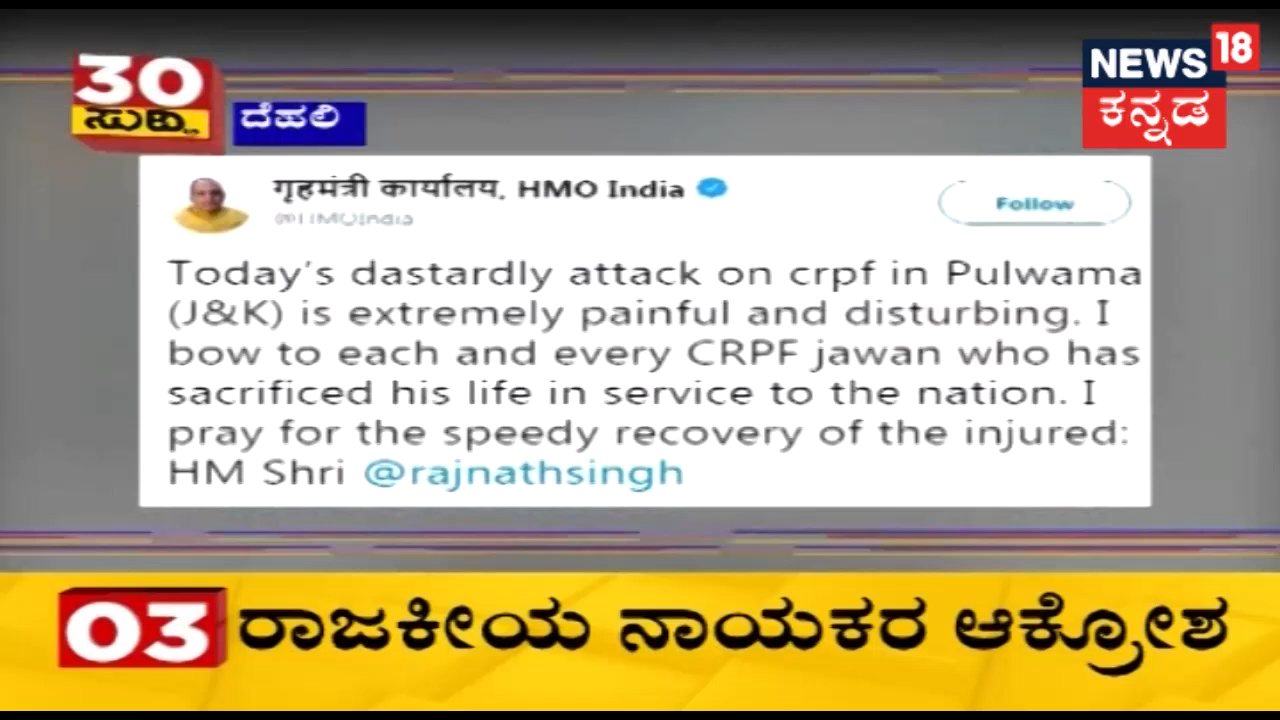 30
ಸುದ್ದಿ
ದೆಹಲಿ
NEWS 18
ಕನ್ನಡ
गृहमंत्री कार्यालय, HMO India
@HMOIndia
Follow
Today's dastardly attack on crpf in Pulwama
(J&K) is extremely painful and disturbing. I
bow to each and every CRPF jawan who has
sacrificed his life in service to the nation. I
pray for the speedy recovery of the injured:
HM Shri @rajnathsingh
03 ರಾಜಕೀಯ ನಾಯಕರ ಆಕ್ರೋಶ